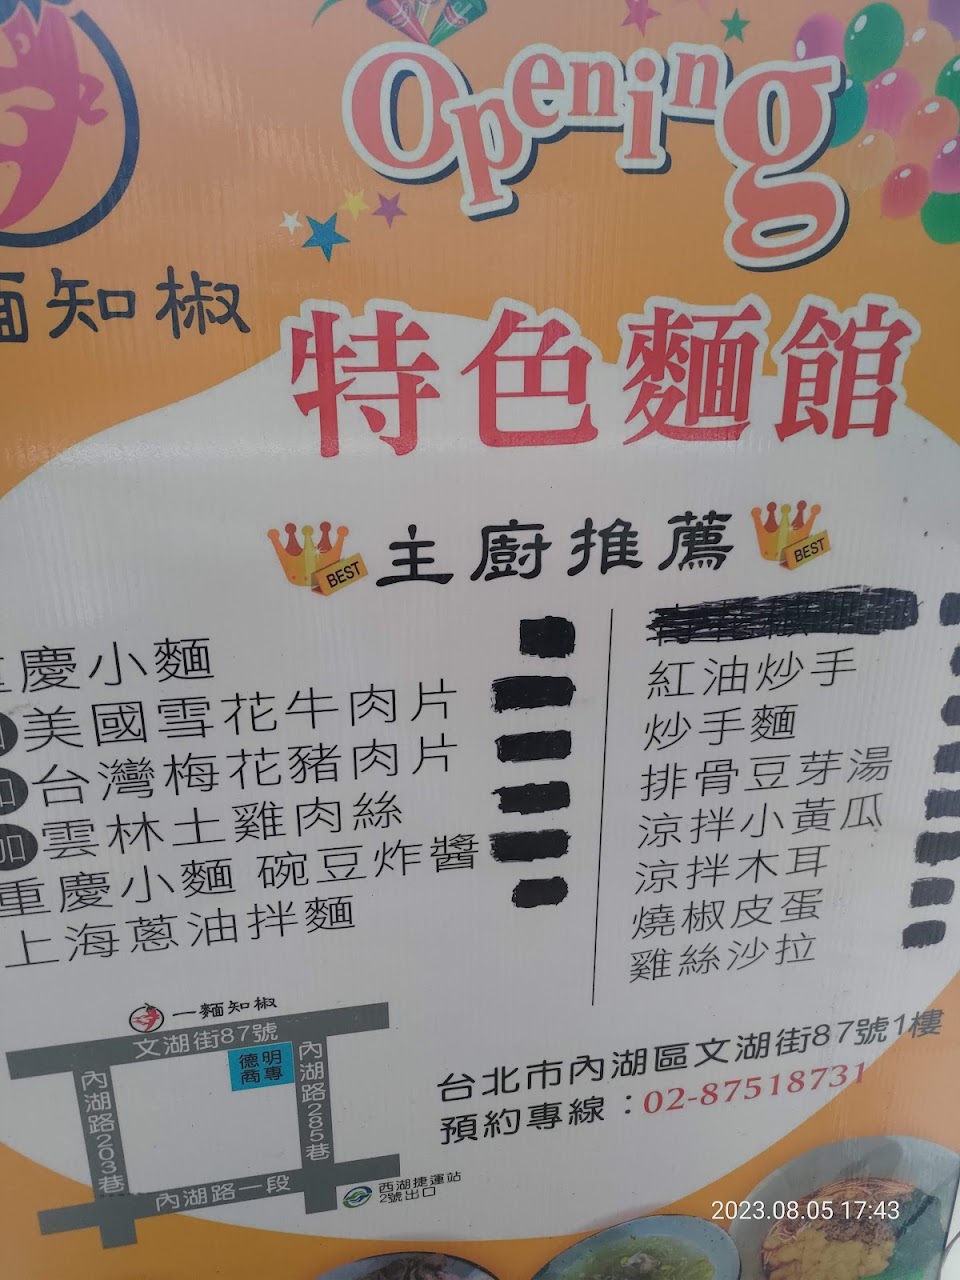 Opening
麵知椒
特色麵館
BEST 主廚推薦 BEST
重慶小麵
加 美國雪花牛肉片
加 台灣梅花豬肉片
加 雲林土雞肉絲
重慶小麵 碗豆炸醬
上海蔥油拌麵
紅油炒手
炒手麵
排骨豆芽湯
涼拌小黃瓜
涼拌木耳
燒椒皮蛋
雞絲沙拉
一麵知椒
文湖街87號
德明
商專
內湖路203巷
內湖路285巷
內湖路一段
西湖捷運站
2號出口
台北市內湖區文湖街87號1樓
預約專線：02-87518731
2023.08.05 17:43